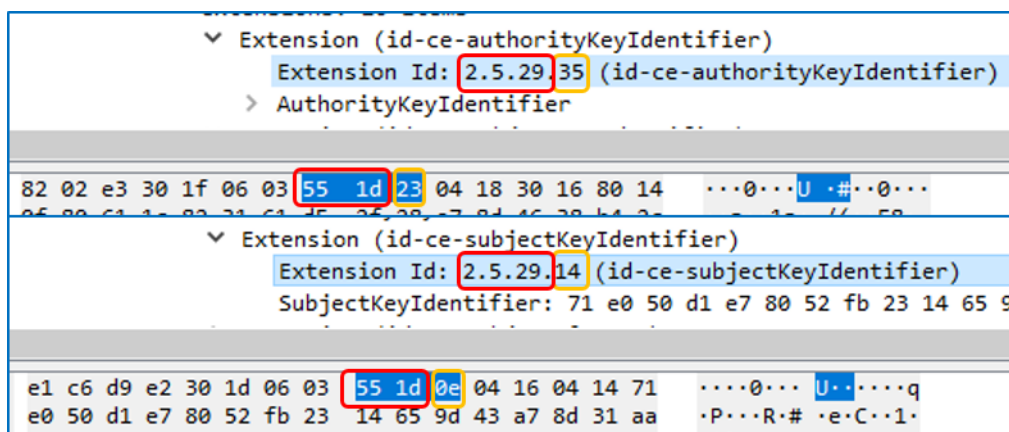 Extension (id-ce-authorityKeyIdentifier)
Extension Id: 2.5.29.35 (id-ce-authorityKeyIdentifier)
AuthorityKeyIdentifier
82 02 e3 30 1f 06 03 55 1d 23 04 18 30 16 80 14 ···0···U ·#··0···
Extension (id-ce-subjectKeyIdentifier)
Extension Id: 2.5.29.14 (id-ce-subjectKeyIdentifier)
SubjectKeyIdentifier: 71 e0 50 d1 e7 80 52 fb 23 14 65 9
e1 c6 d9 e2 30 1d 06 03 55 1d 0e 04 16 04 14 71 ····0··· U······q
e0 50 d1 e7 80 52 fb 23 14 65 9d 43 a7 8d 31 aa ·P···R·# ·e·C··1·